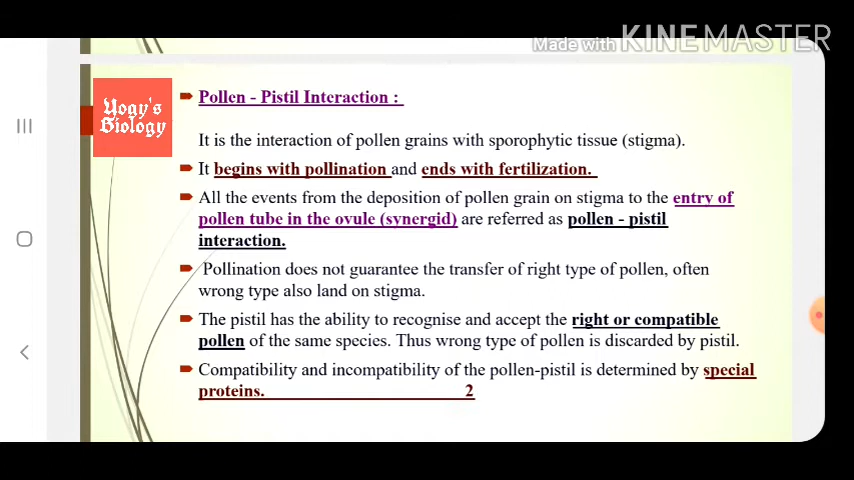 Made with KINEMASTER
Yogy's
Biology
Pollen - Pistil Interaction :
It is the interaction of pollen grains with sporophytic tissue (stigma).
It begins with pollination and ends with fertilization.
All the events from the deposition of pollen grain on stigma to the entry of
pollen tube in the ovule (synergid) are referred as pollen - pistil
interaction.
Pollination does not guarantee the transfer of right type of pollen, often
wrong type also land on stigma.
The pistil has the ability to recognise and accept the right or compatible
pollen of the same species. Thus wrong type of pollen is discarded by pistil.
Compatibility and incompatibility of the pollen-pistil is determined by special
proteins. 2